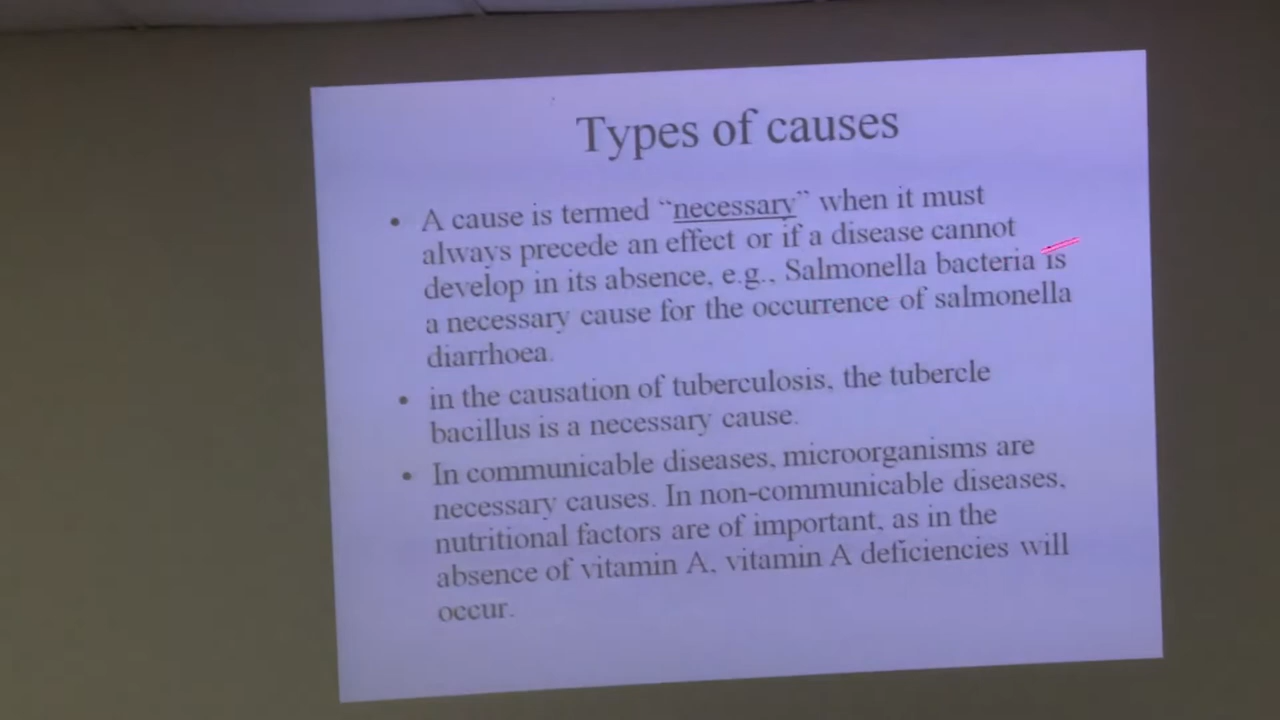 Types of causes
• A cause is termed “necessary” when it must
always precede an effect or if a disease cannot
develop in its absence, e.g., Salmonella bacteria is
a necessary cause for the occurrence of salmonella
diarrhoea.
• in the causation of tuberculosis, the tubercle
bacillus is a necessary cause.
• In communicable diseases, microorganisms are
necessary causes. In non-communicable diseases,
nutritional factors are of important, as in the
absence of vitamin A, vitamin A deficiencies will
occur.